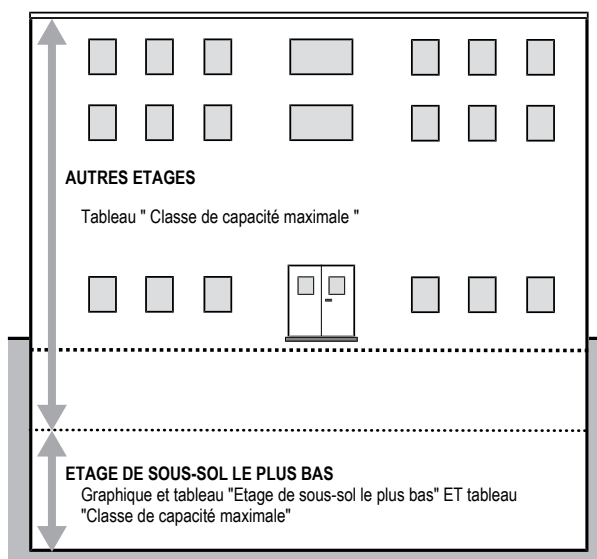 AUTRES ETAGES
Tableau " Classe de capacité maximale "
ETAGE DE SOUS-SOL LE PLUS BAS
Graphique et tableau "Etage de sous-sol le plus bas" ET tableau
"Classe de capacité maximale"